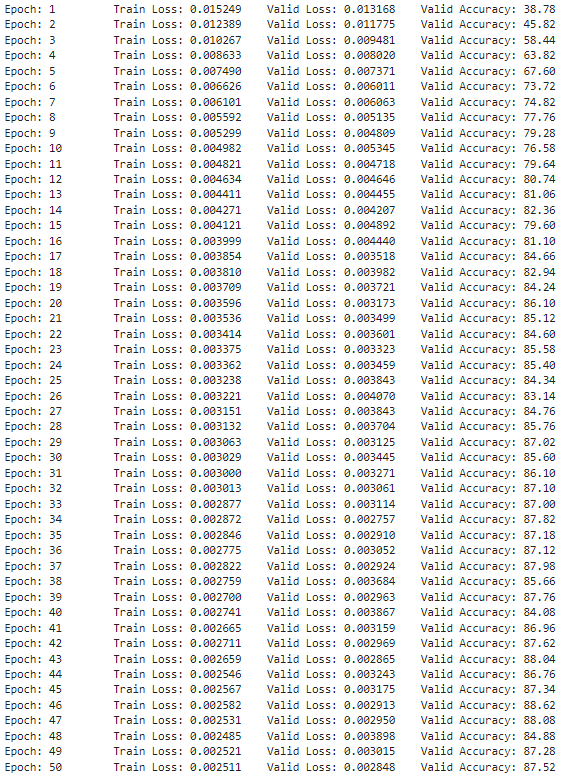 Epoch: 1 Train Loss: 0.015249 Valid Loss: 0.013168 Valid Accuracy: 38.78
Epoch: 2 Train Loss: 0.012389 Valid Loss: 0.011775 Valid Accuracy: 45.82
Epoch: 3 Train Loss: 0.010267 Valid Loss: 0.009481 Valid Accuracy: 58.44
Epoch: 4 Train Loss: 0.008633 Valid Loss: 0.008020 Valid Accuracy: 63.82
Epoch: 5 Train Loss: 0.007490 Valid Loss: 0.007371 Valid Accuracy: 67.60
Epoch: 6 Train Loss: 0.006626 Valid Loss: 0.006011 Valid Accuracy: 73.72
Epoch: 7 Train Loss: 0.006101 Valid Loss: 0.006063 Valid Accuracy: 74.82
Epoch: 8 Train Loss: 0.005592 Valid Loss: 0.005135 Valid Accuracy: 77.76
Epoch: 9 Train Loss: 0.005299 Valid Loss: 0.004809 Valid Accuracy: 79.28
Epoch: 10 Train Loss: 0.004982 Valid Loss: 0.005345 Valid Accuracy: 76.58
Epoch: 11 Train Loss: 0.004821 Valid Loss: 0.004718 Valid Accuracy: 79.64
Epoch: 12 Train Loss: 0.004634 Valid Loss: 0.004646 Valid Accuracy: 80.74
Epoch: 13 Train Loss: 0.004411 Valid Loss: 0.004455 Valid Accuracy: 81.06
Epoch: 14 Train Loss: 0.004271 Valid Loss: 0.004207 Valid Accuracy: 82.36
Epoch: 15 Train Loss: 0.004121 Valid Loss: 0.004892 Valid Accuracy: 79.60
Epoch: 16 Train Loss: 0.003999 Valid Loss: 0.004440 Valid Accuracy: 81.10
Epoch: 17 Train Loss: 0.003854 Valid Loss: 0.003518 Valid Accuracy: 84.66
Epoch: 18 Train Loss: 0.003810 Valid Loss: 0.003982 Valid Accuracy: 82.94
Epoch: 19 Train Loss: 0.003709 Valid Loss: 0.003721 Valid Accuracy: 84.24
Epoch: 20 Train Loss: 0.003596 Valid Loss: 0.003173 Valid Accuracy: 86.10
Epoch: 21 Train Loss: 0.003536 Valid Loss: 0.003499 Valid Accuracy: 85.12
Epoch: 22 Train Loss: 0.003414 Valid Loss: 0.003601 Valid Accuracy: 84.60
Epoch: 23 Train Loss: 0.003375 Valid Loss: 0.003323 Valid Accuracy: 85.58
Epoch: 24 Train Loss: 0.003362 Valid Loss: 0.003459 Valid Accuracy: 85.40
Epoch: 25 Train Loss: 0.003238 Valid Loss: 0.003843 Valid Accuracy: 84.34
Epoch: 26 Train Loss: 0.003221 Valid Loss: 0.004070 Valid Accuracy: 83.14
Epoch: 27 Train Loss: 0.003151 Valid Loss: 0.003843 Valid Accuracy: 84.76
Epoch: 28 Train Loss: 0.003132 Valid Loss: 0.003704 Valid Accuracy: 85.76
Epoch: 29 Train Loss: 0.003063 Valid Loss: 0.003125 Valid Accuracy: 87.02
Epoch: 30 Train Loss: 0.003029 Valid Loss: 0.003445 Valid Accuracy: 85.60
Epoch: 31 Train Loss: 0.003000 Valid Loss: 0.003271 Valid Accuracy: 86.10
Epoch: 32 Train Loss: 0.003013 Valid Loss: 0.003061 Valid Accuracy: 87.10
Epoch: 33 Train Loss: 0.002877 Valid Loss: 0.003114 Valid Accuracy: 87.00
Epoch: 34 Train Loss: 0.002872 Valid Loss: 0.002757 Valid Accuracy: 87.82
Epoch: 35 Train Loss: 0.002846 Valid Loss: 0.002910 Valid Accuracy: 87.18
Epoch: 36 Train Loss: 0.002775 Valid Loss: 0.003052 Valid Accuracy: 87.12
Epoch: 37 Train Loss: 0.002822 Valid Loss: 0.002924 Valid Accuracy: 87.98
Epoch: 38 Train Loss: 0.002759 Valid Loss: 0.003684 Valid Accuracy: 85.66
Epoch: 39 Train Loss: 0.002700 Valid Loss: 0.002963 Valid Accuracy: 87.76
Epoch: 40 Train Loss: 0.002741 Valid Loss: 0.003867 Valid Accuracy: 84.08
Epoch: 41 Train Loss: 0.002665 Valid Loss: 0.003159 Valid Accuracy: 86.96
Epoch: 42 Train Loss: 0.002711 Valid Loss: 0.002969 Valid Accuracy: 87.62
Epoch: 43 Train Loss: 0.002659 Valid Loss: 0.002865 Valid Accuracy: 88.04
Epoch: 44 Train Loss: 0.002546 Valid Loss: 0.003243 Valid Accuracy: 86.76
Epoch: 45 Train Loss: 0.002567 Valid Loss: 0.003175 Valid Accuracy: 87.34
Epoch: 46 Train Loss: 0.002582 Valid Loss: 0.002913 Valid Accuracy: 88.62
Epoch: 47 Train Loss: 0.002531 Valid Loss: 0.002950 Valid Accuracy: 88.08
Epoch: 48 Train Loss: 0.002485 Valid Loss: 0.003898 Valid Accuracy: 84.88
Epoch: 49 Train Loss: 0.002521 Valid Loss: 0.003015 Valid Accuracy: 87.28
Epoch: 50 Train Loss: 0.002511 Valid Loss: 0.002848 Valid Accuracy: 87.52